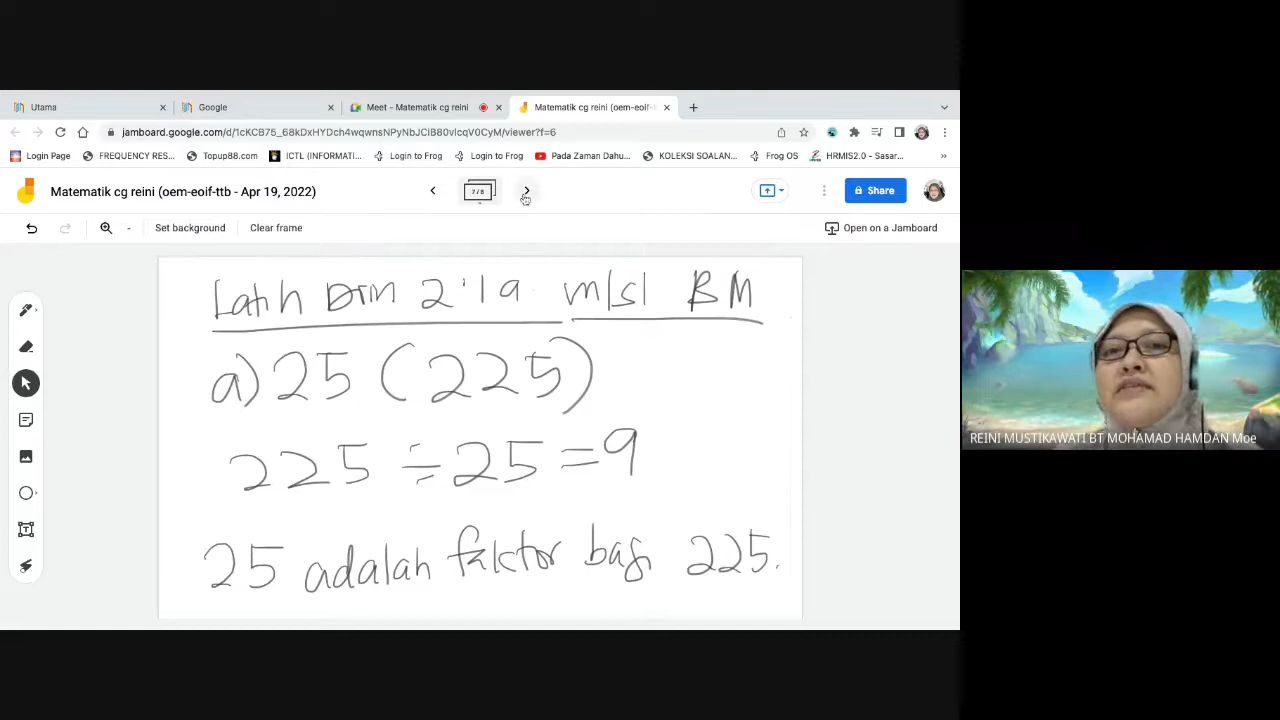 Utama
Google
Meet - Matematik cg reini
Matematik cg reini (oem-eoif-
jamboard.google.com/d/1cKCB75_68kDxHYDch4wqwnsNPyNbJCiB80vlcqV0CyM/viewer?f=6
Login Page FREQUENCY RES... Topup88.com ICTL (INFORMATI... Login to Frog Login to Frog Pada Zaman Dahu... KOLEKSI SOALAN... Frog OS HRMIS2.0 - Sasar... »
Matematik cg reini (oem-eoif-ttb - Apr 19, 2022)
7/8
Share
Set background Clear frame
Open on a Jambord
Latih Drm 2.1a m/s1 BM
a) 25 (225)
225 ÷ 25 = 9
25 adalah faktor bagi 225.
REINI MUSTIKAWATI BT MOHAMAD HAMDAN Moe